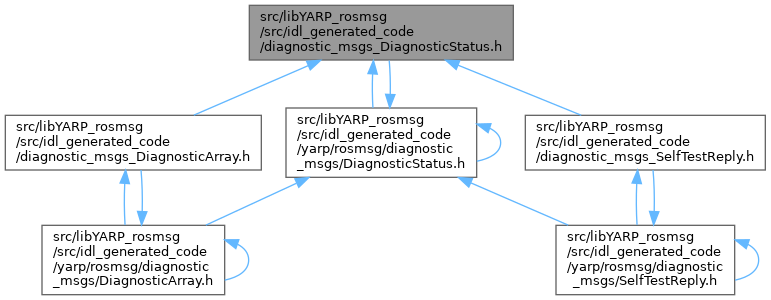 src/libYARP_rosmsg
/src/idl_generated_code
/diagnostic_msgs_DiagnosticStatus.h
src/libYARP_rosmsg
/src/idl_generated_code
/diagnostic_msgs_DiagnosticArray.h
src/libYARP_rosmsg
/src/idl_generated_code
/yarp/rosmsg/diagnostic
_msgs/DiagnosticStatus.h
src/libYARP_rosmsg
/src/idl_generated_code
/diagnostic_msgs_SelfTestReply.h
src/libYARP_rosmsg
/src/idl_generated_code
/yarp/rosmsg/diagnostic
_msgs/DiagnosticArray.h
src/libYARP_rosmsg
/src/idl_generated_code
/yarp/rosmsg/diagnostic
_msgs/SelfTestReply.h